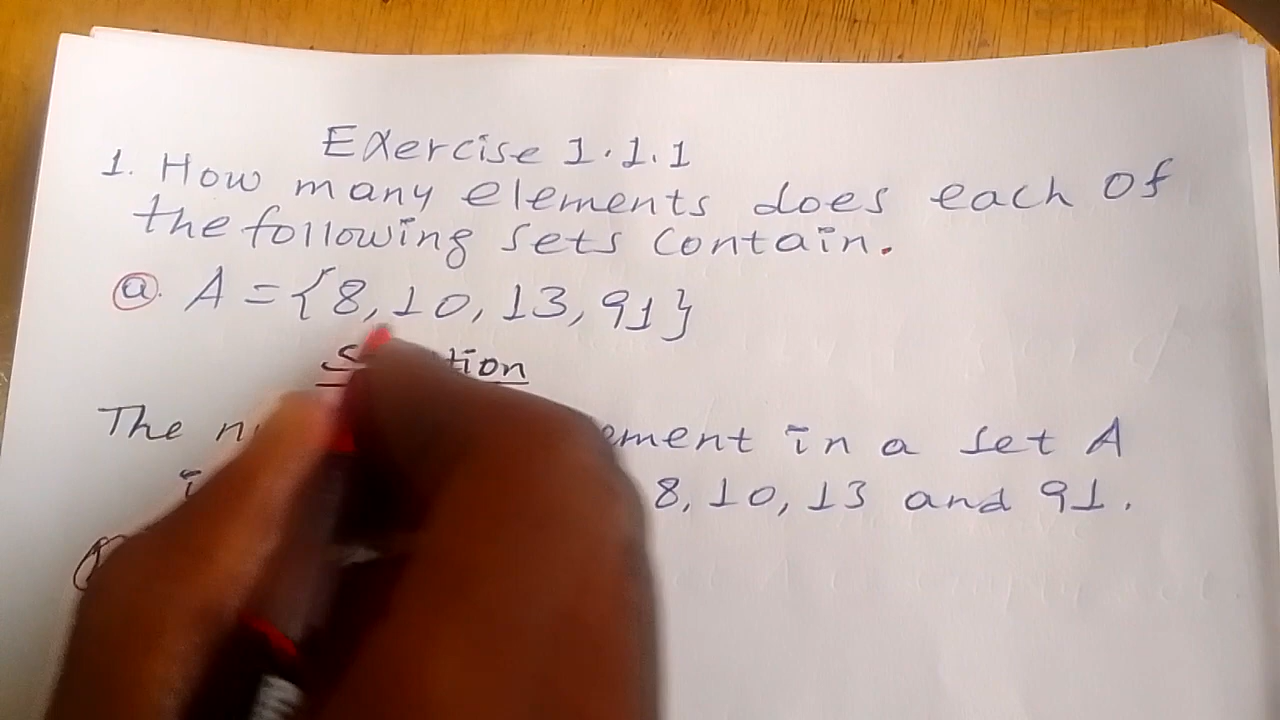 Exercise 1.1.1
1. How many elements does each of
the following sets contain.
a. A = {8, 10, 13, 91}
The ement in a set A
8, 10, 13 and 91.